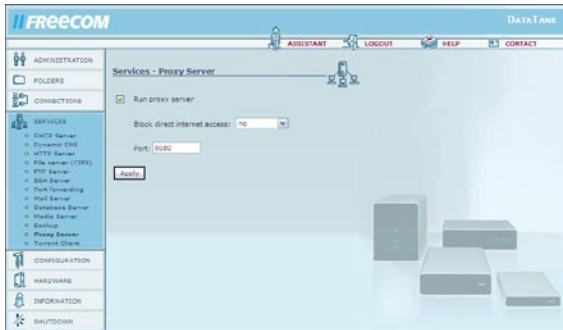 FREECOM
DATATANK
ASSISTANT
LOGOUT
HELP
CONTACT
ADMINISTRATION
FOLDERS
CONNECTIONS
SERVICES
DHCP Server
Dynamic DNS
HTTP Server
File server (CIFS)
FTP Server
SSH Server
Port forwarding
Mail Server
Database Server
Media Server
Backup
Proxy Server
Torrent Client
CONFIGURATION
HARDWARE
INFORMATION
SHUTDOWN
Services - Proxy Server
Run proxy server
Block direct internet access: no
Port: 8080
Apply